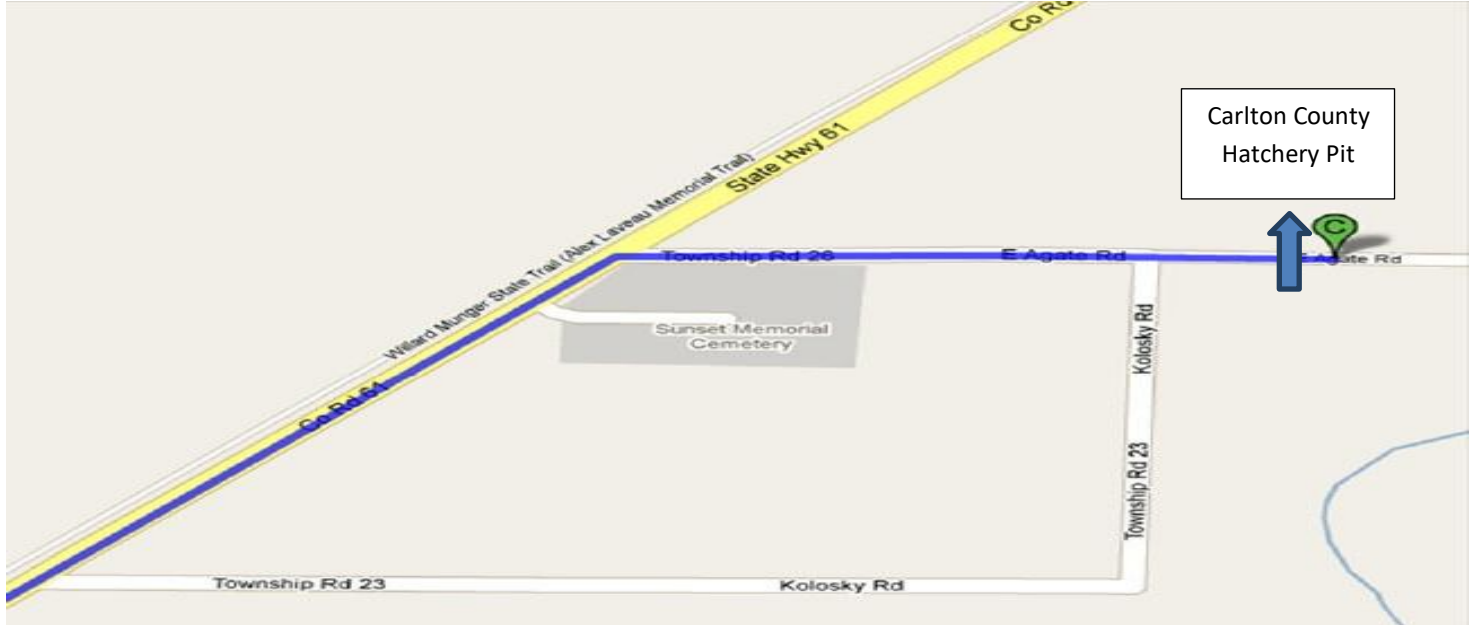 Co Rd
Carlton County
Hatchery Pit
State Hwy 61
Willard Munger State Trail (Alex Laveau Memorial Trail)
C
Township Rd 26
E Agate Rd
E Agate Rd
Sunset Memorial
Cemetery
Kolosky Rd
Co Rd 61
Township Rd 23
Township Rd 23
Kolosky Rd